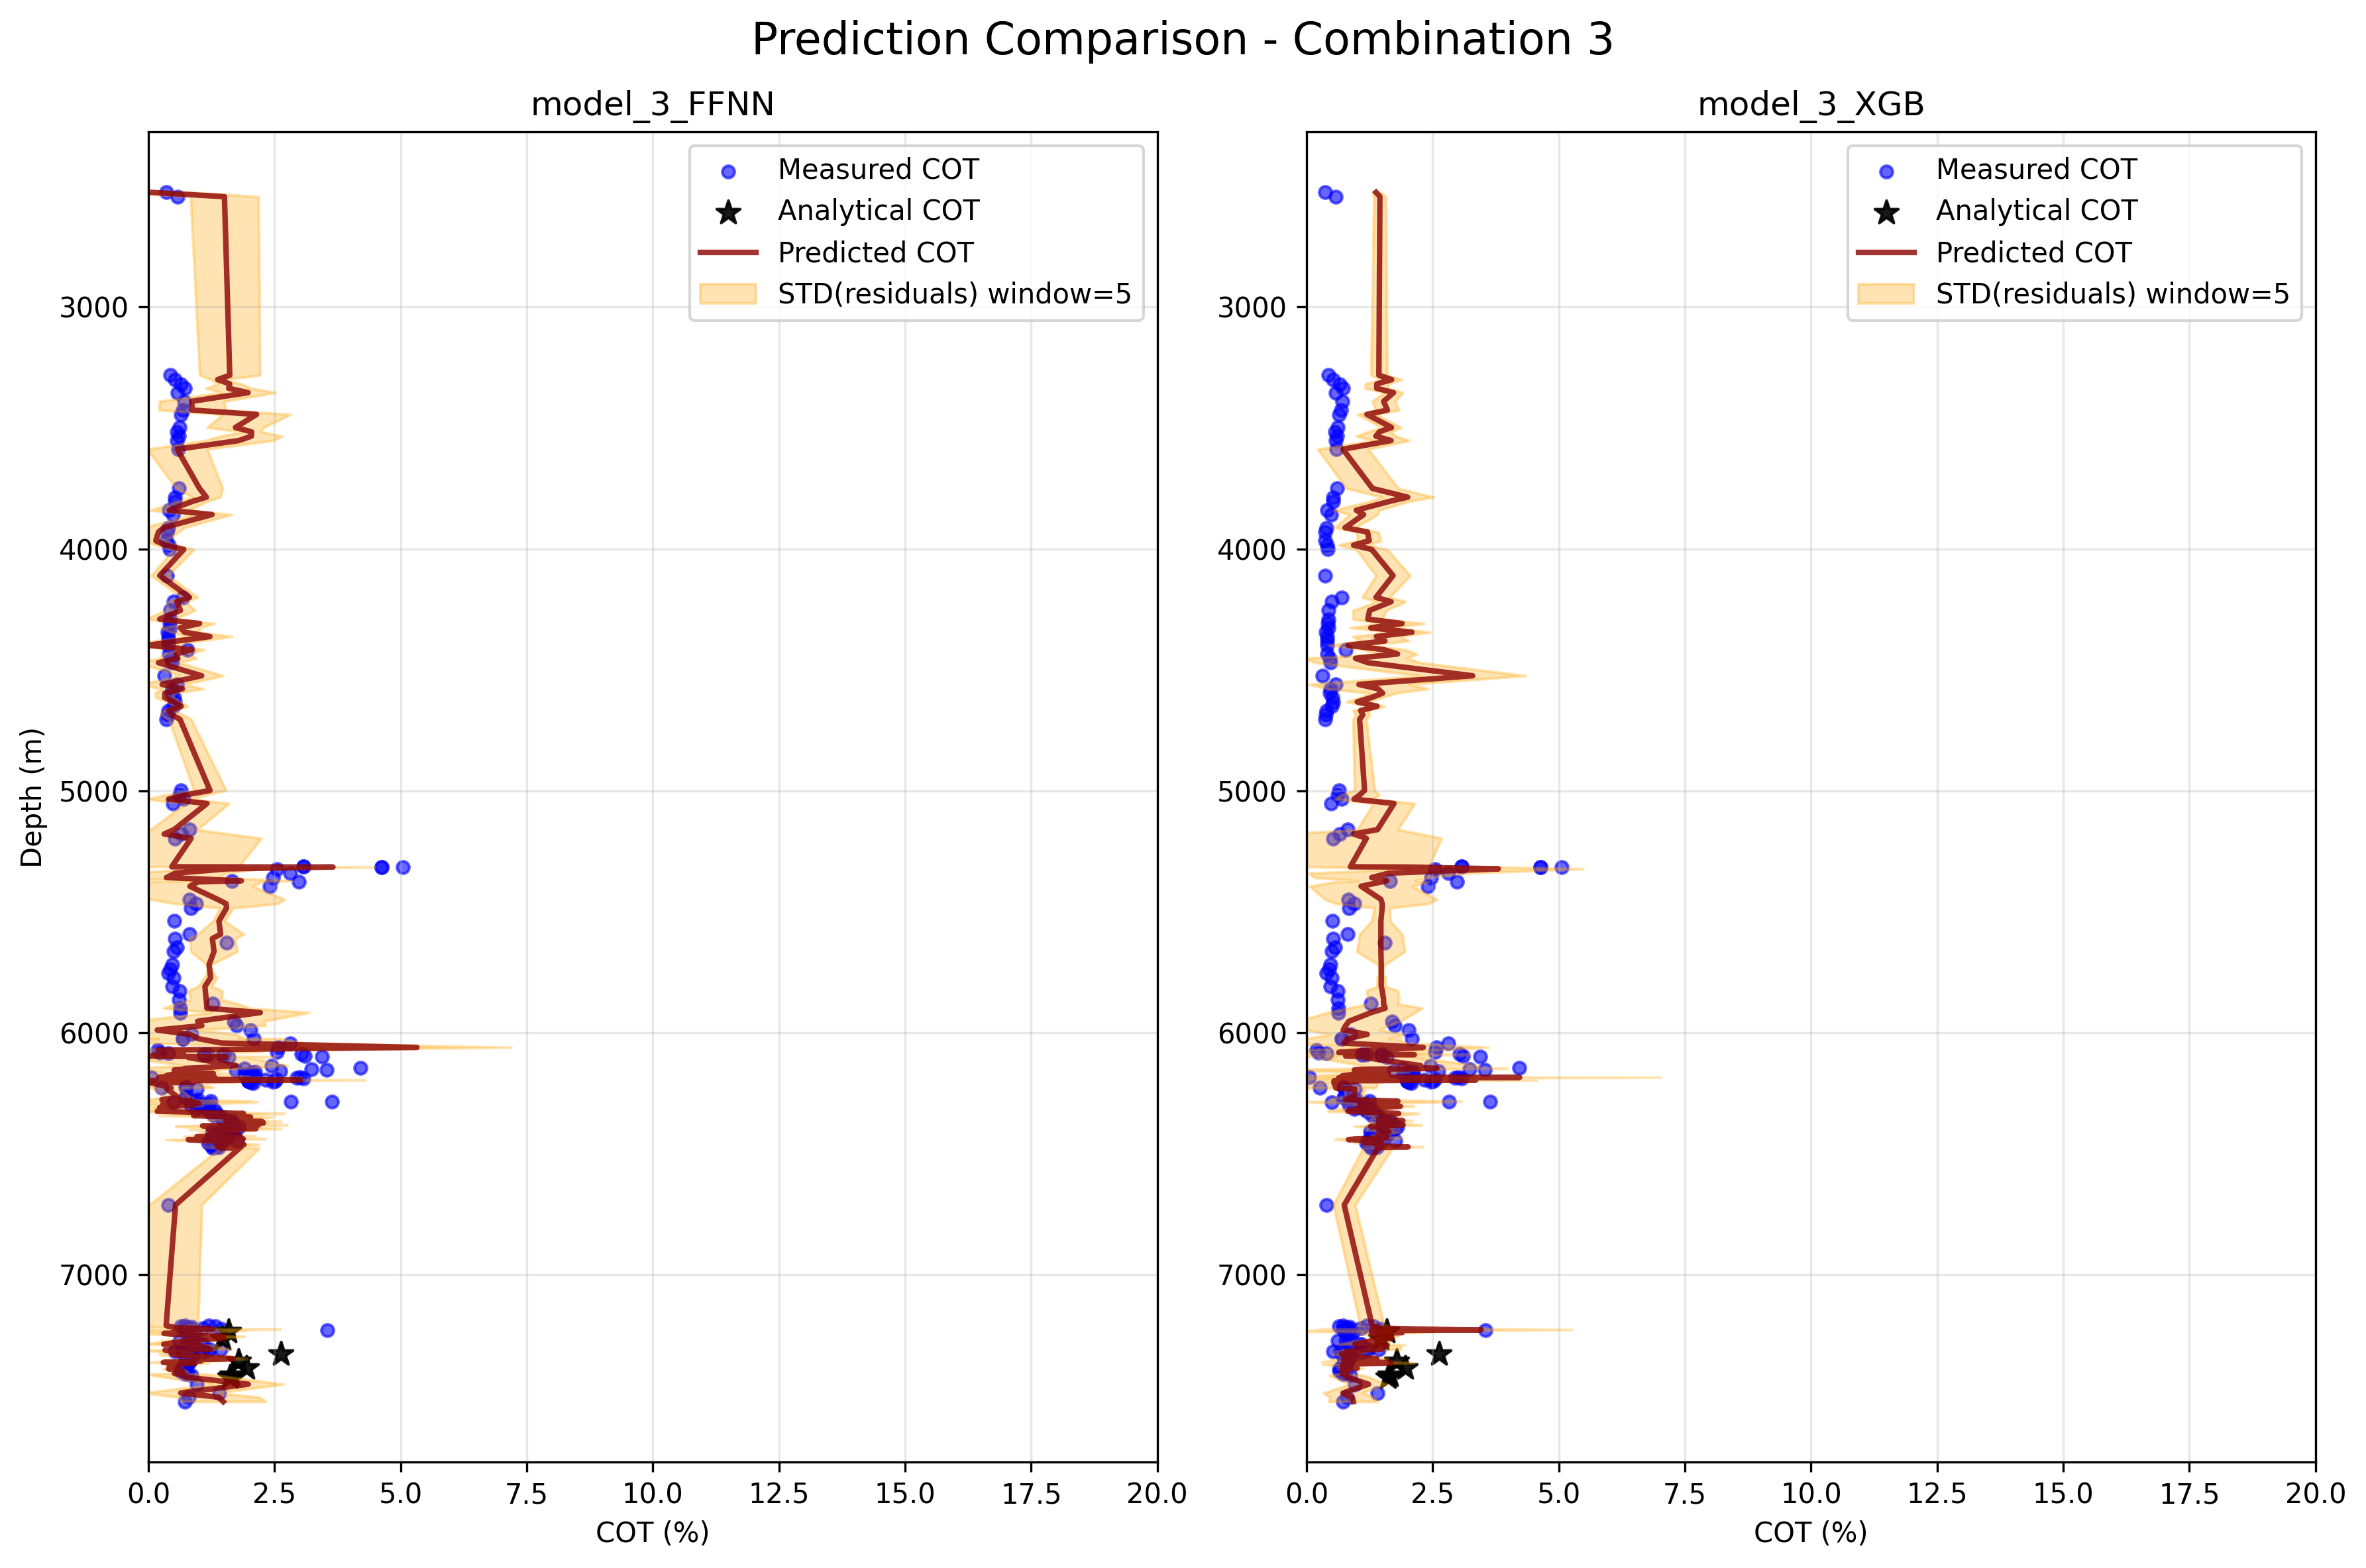 Prediction Comparison - Combination 3
model_3_FFNN
Measured COT
Analytical COT
Predicted COT
STD(residuals) window=5
Depth (m)
3000
4000
5000
6000
7000
0.0 2.5 5.0 7.5 10.0 12.5 15.0 17.5 20.0
COT (%)
model_3_XGB
Measured COT
Analytical COT
Predicted COT
STD(residuals) window=5
3000
4000
5000
6000
7000
0.0 2.5 5.0 7.5 10.0 12.5 15.0 17.5 20.0
COT (%)